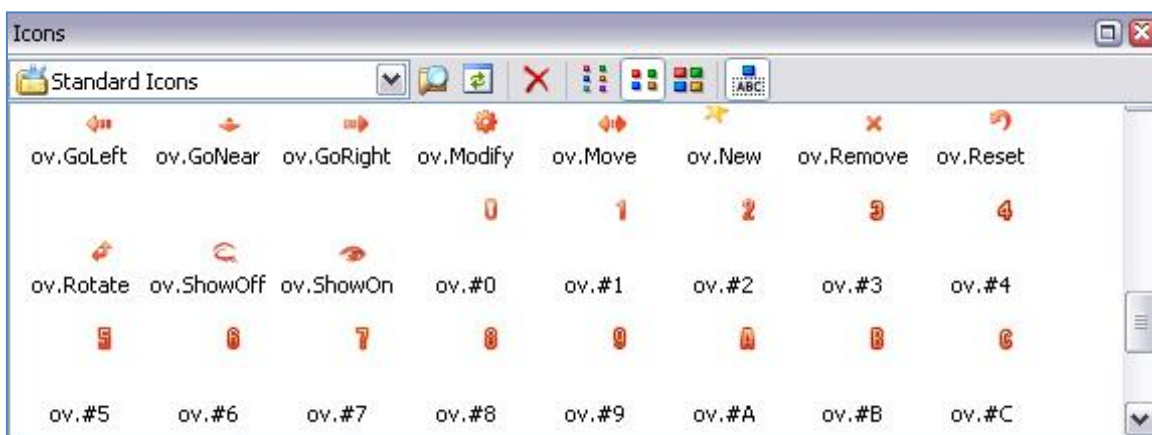 Icons
Standard Icons ABC
ov.GoLeft ov.GoNear ov.GoRight ov.Modify ov.Move ov.New ov.Remove ov.Reset
0 1 2 3 4
ov.Rotate ov.ShowOff ov.ShowOn ov.#0 ov.#1 ov.#2 ov.#3 ov.#4
5 6 7 8 9 A B C
ov.#5 ov.#6 ov.#7 ov.#8 ov.#9 ov.#A ov.#B ov.#C